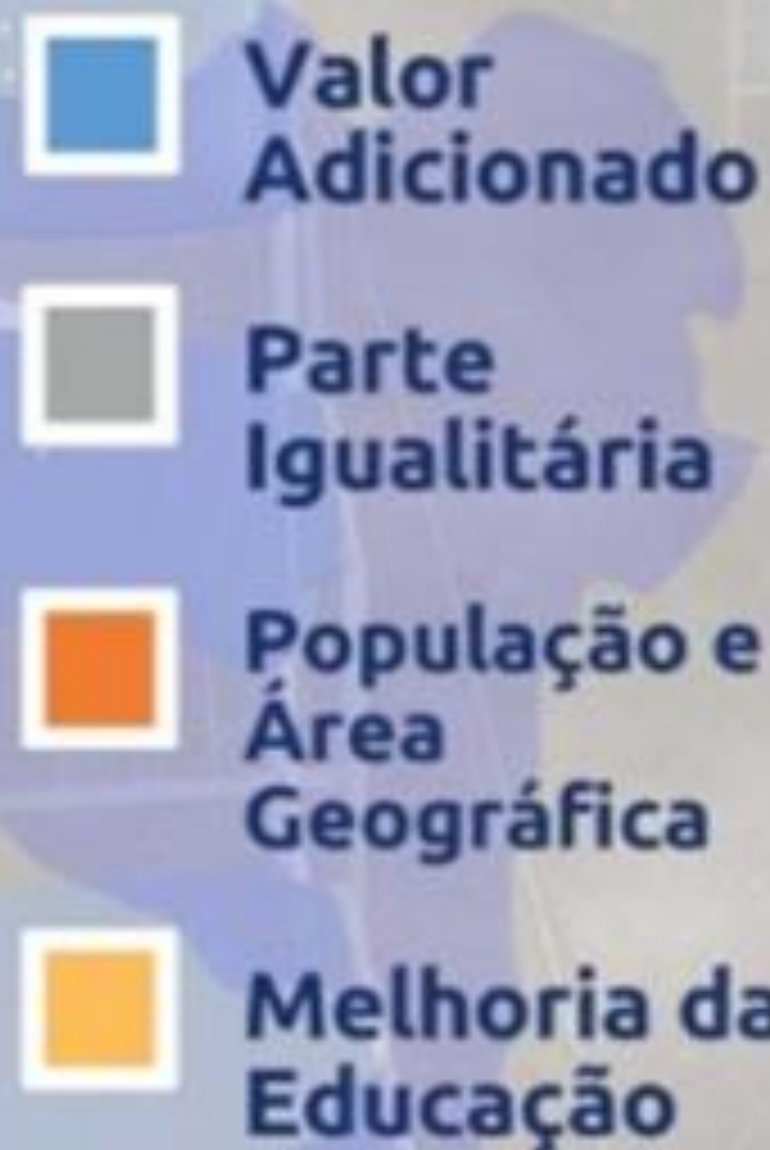 Valor
Adicionado
Parte
Igualitária
População e
Área
Geográfica
Melhoria da
Educação